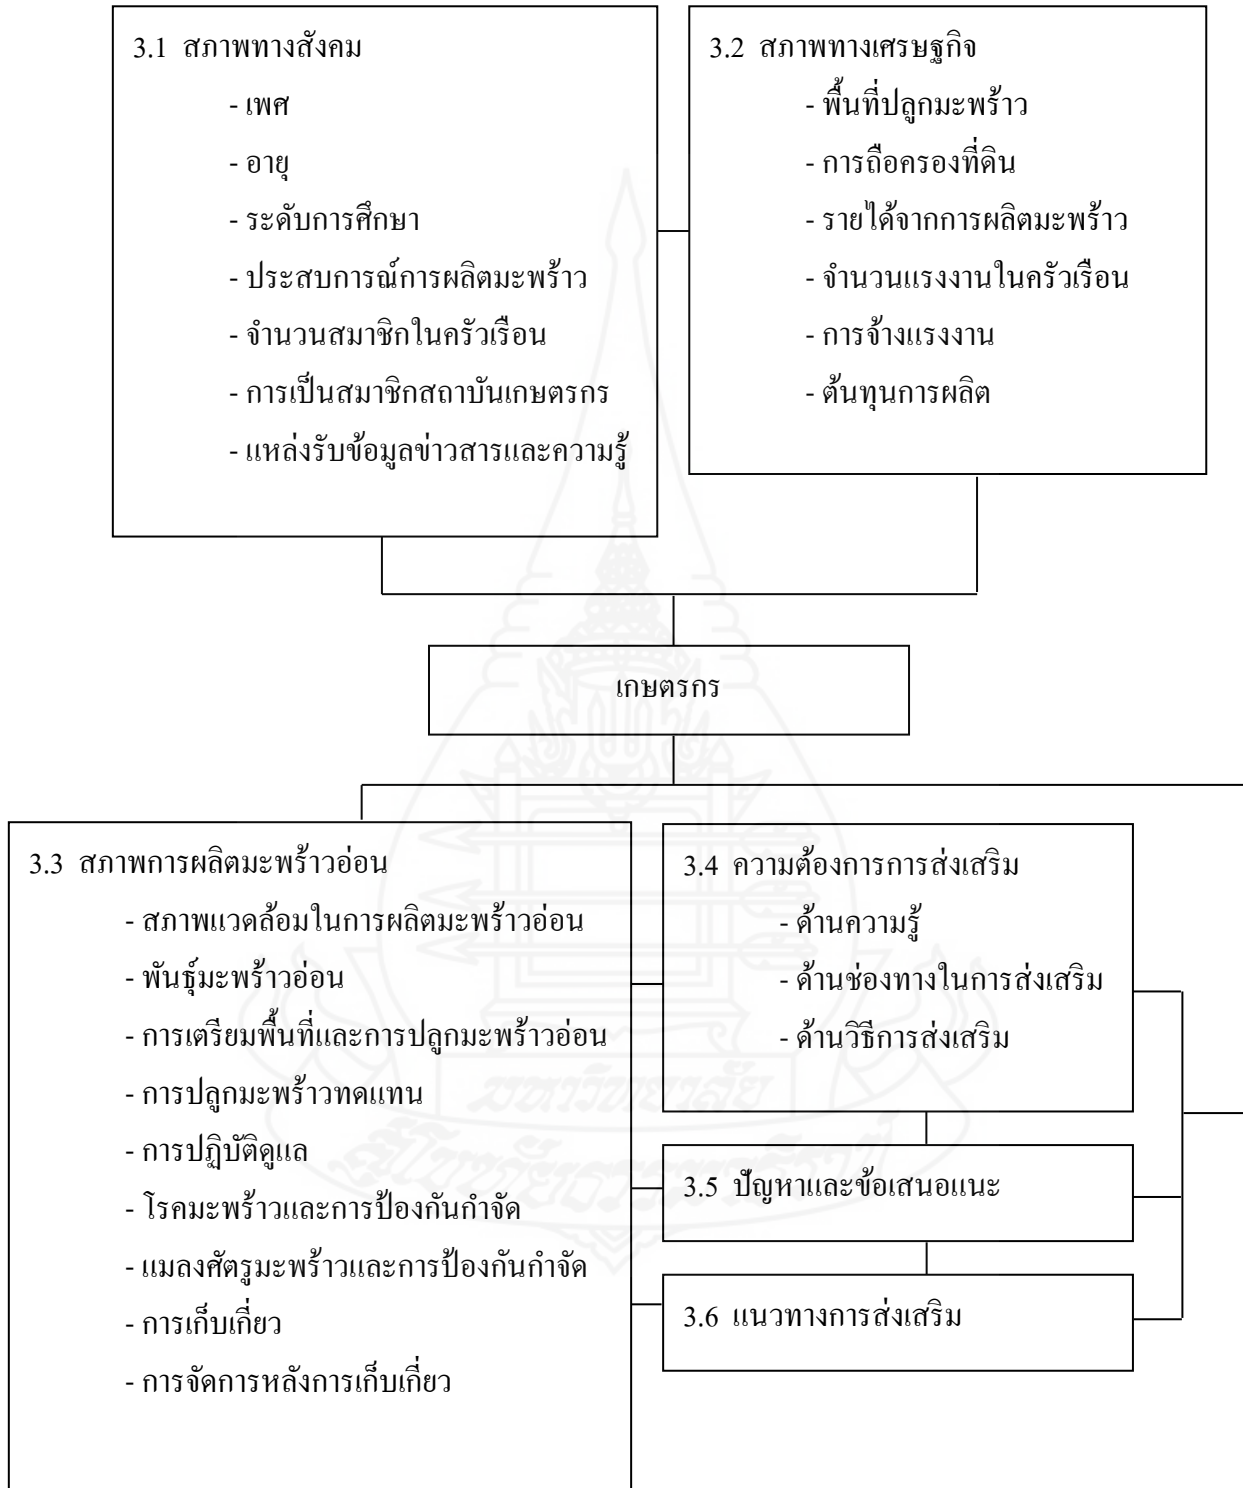 3.1 สภาพทางสังคม
- เพศ
- อายุ
- ระดับการศึกษา
- ประสบการณ์การผลิตมะพร้าว
- จำนวนสมาชิกในครัวเรือน
- การเป็นสมาชิกสถาบันเกษตรกร
- แหล่งรับข้อมูลข่าวสารและความรู้
3.2 สภาพทางเศรษฐกิจ
- พื้นที่ปลูกมะพร้าว
- การถือครองที่ดิน
- รายได้จากการผลิตมะพร้าว
- จำนวนแรงงานในครัวเรือน
- การจ้างแรงงาน
- ต้นทุนการผลิต
เกษตรกร
3.3 สภาพการผลิตมะพร้าวอ่อน
- สภาพแวดล้อมในการผลิตมะพร้าวอ่อน
- พันธุ์มะพร้าวอ่อน
- การเตรียมพื้นที่และการปลูกมะพร้าวอ่อน
- การปลูกมะพร้าวทดแทน
- การปฏิบัติดูแล
- โรคมะพร้าวและการป้องกันกำจัด
- แมลงศัตรูมะพร้าวและการป้องกันกำจัด
- การเก็บเกี่ยว
- การจัดการหลังการเก็บเกี่ยว
3.4 ความต้องการการส่งเสริม
- ด้านความรู้
- ด้านช่องทางในการส่งเสริม
- ด้านวิธีการส่งเสริม
3.5 ปัญหาและข้อเสนอแนะ
3.6 แนวทางการส่งเสริม
มหาวิทยาลัย
สุโขทัยธรรมาธิราช